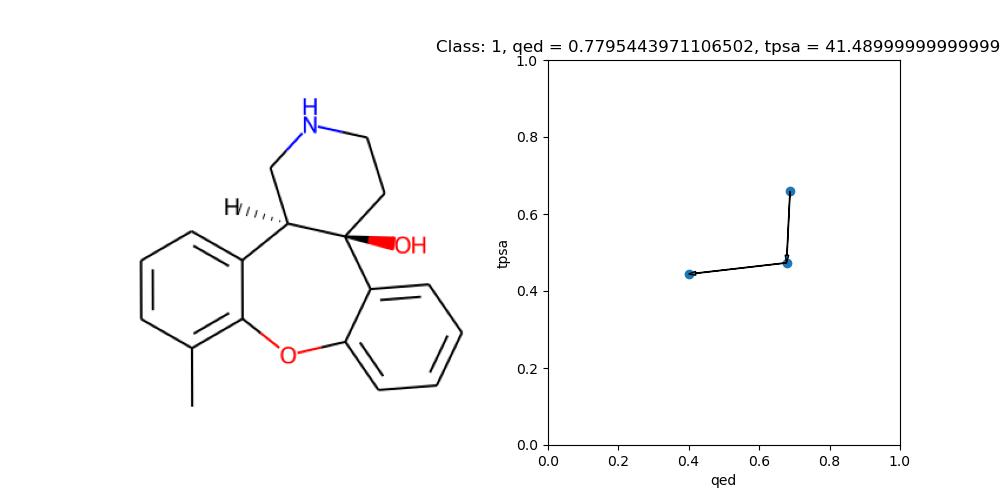 H
N
H
OH
O
Class: 1, qed = 0.7795443971106502, tpsa = 41.48999999999999
1.0
0.8
0.6
0.4
0.2
0.0
tpsa
0.0 0.2 0.4 0.6 0.8 1.0
qed